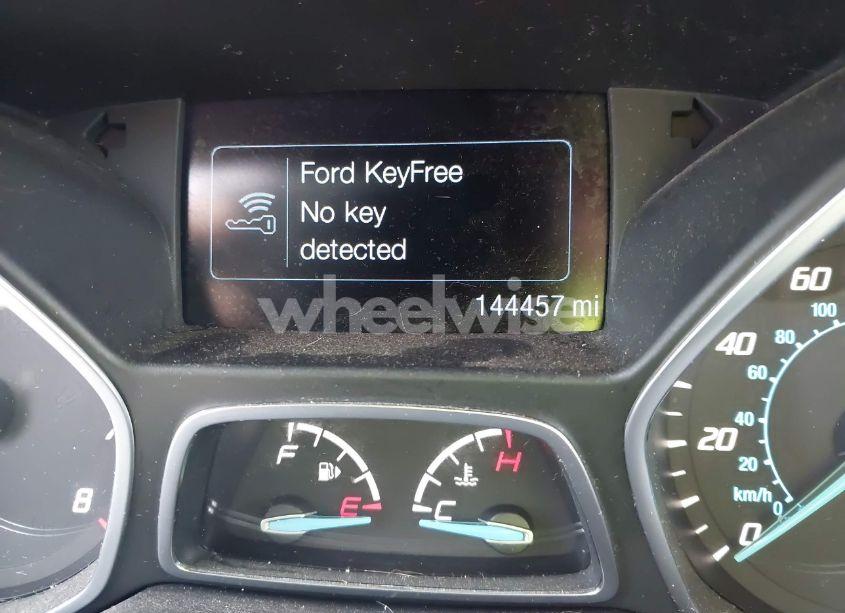 Ford KeyFree
No key
detected
144457 mi
wheelwise
60
100
80
40
60
40
20
20
km/h
0
0
8
F
E
H
C